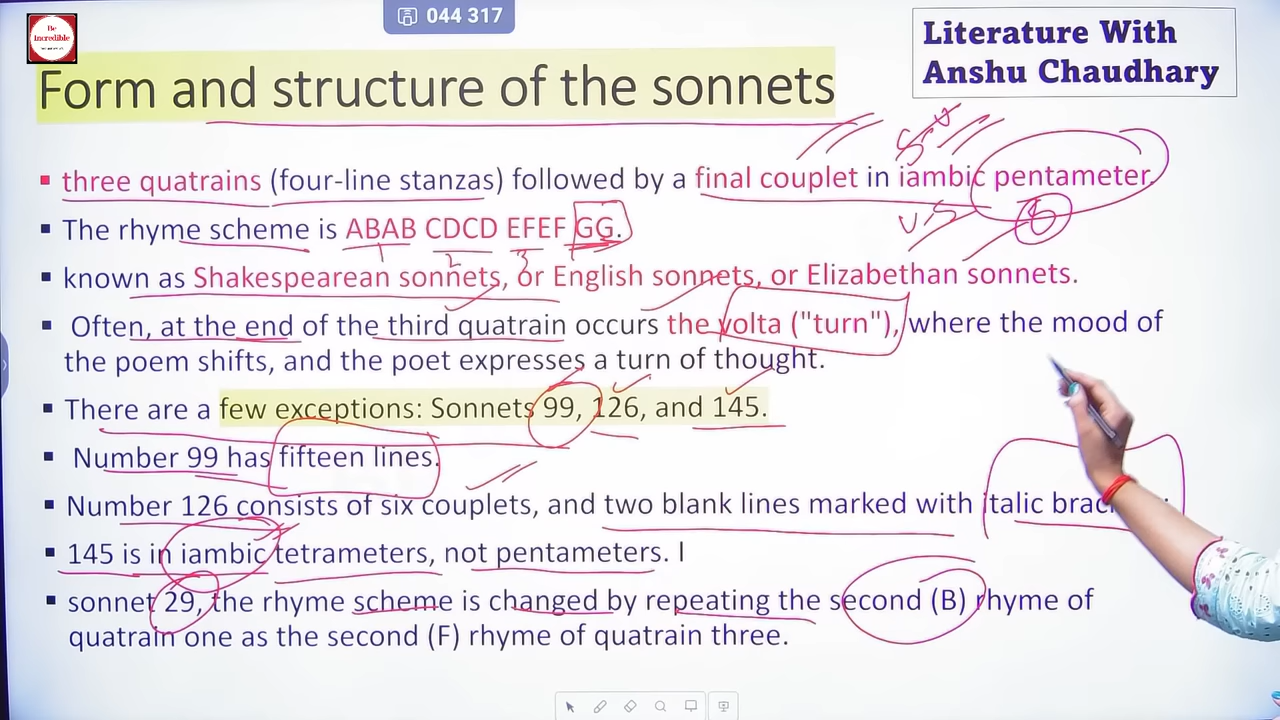 Be
Incredible
044 317
Literature With
Anshu Chaudhary
Form and structure of the sonnets
▪ three quatrains (four-line stanzas) followed by a final couplet in iambic pentameter.
▪ The rhyme scheme is ABAB CDCD EFEF GG.
1 2 3
▪ known as Shakespearean sonnets, or English sonnets, or Elizabethan sonnets.
▪ Often, at the end of the third quatrain occurs the volta ("turn"), where the mood of
the poem shifts, and the poet expresses a turn of thought.
▪ There are a few exceptions: Sonnets 99, 126, and 145.
▪ Number 99 has fifteen lines.
▪ Number 126 consists of six couplets, and two blank lines marked with italic
▪ 145 is in iambic tetrameters, not pentameters. I
▪ sonnet 29, the rhyme scheme is changed by repeating the second (B) rhyme of
quatrain one as the second (F) rhyme of quatrain three.